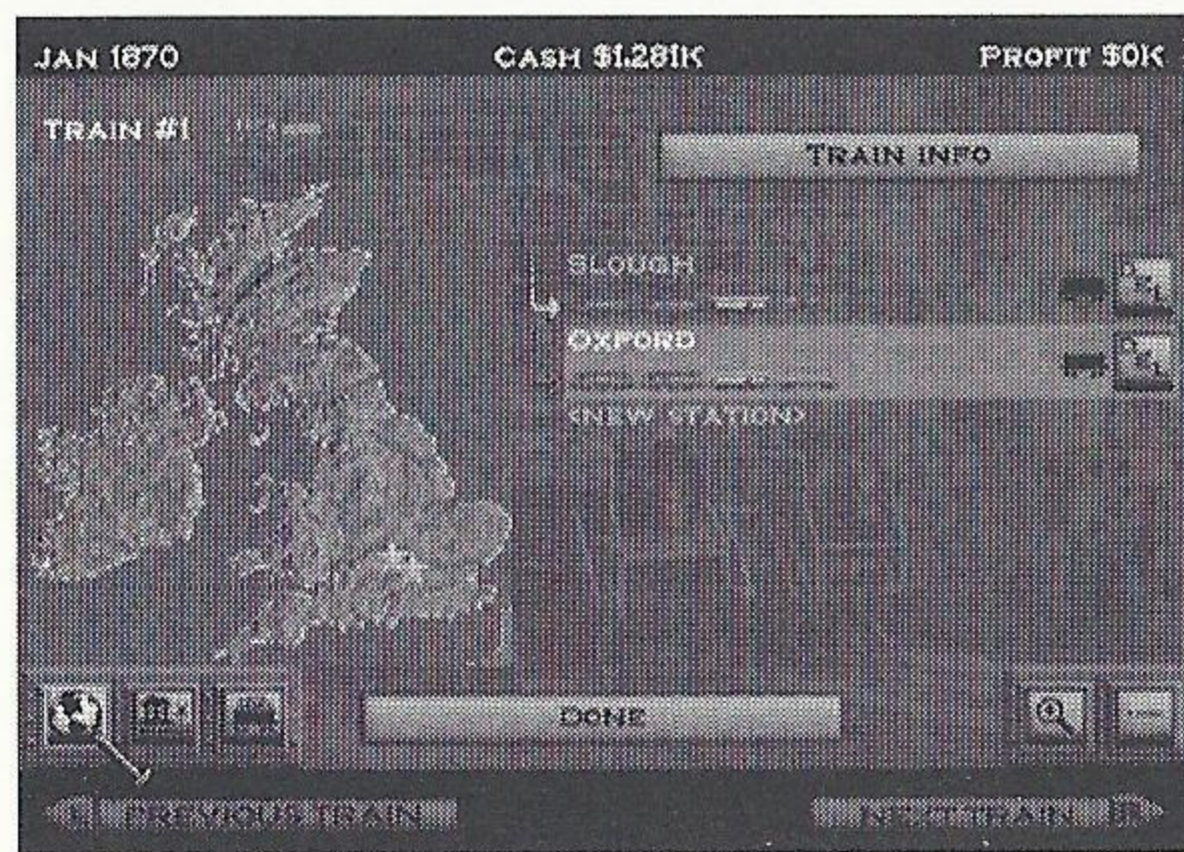 JAN 1870 CASH $1,281K PROFIT $0K
TRAIN #1
TRAIN INFO
SLOUGH
OXFORD
<NEW STATION>
DONE
PREVIOUS TRAIN NEXT TRAIN